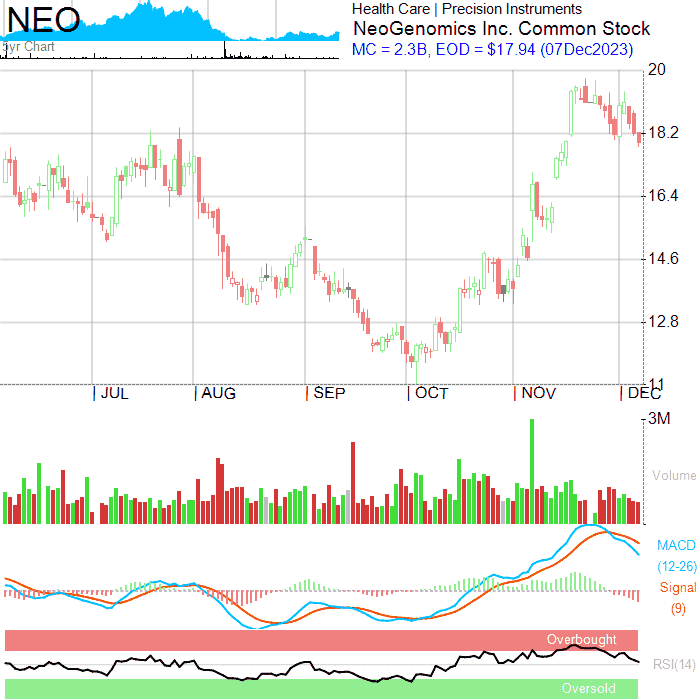 NEO
5yr Chart
Health Care | Precision Instruments
NeoGenomics Inc. Common Stock
MC = 2.3B, EOD = $17.94 (07Dec2023)
20
18.2
16.4
14.6
12.8
11
JUL AUG SEP OCT NOV DEC
3M
Volume
MACD
(12-26)
Signal
(9)
Overbought
RSI(14)
Oversold